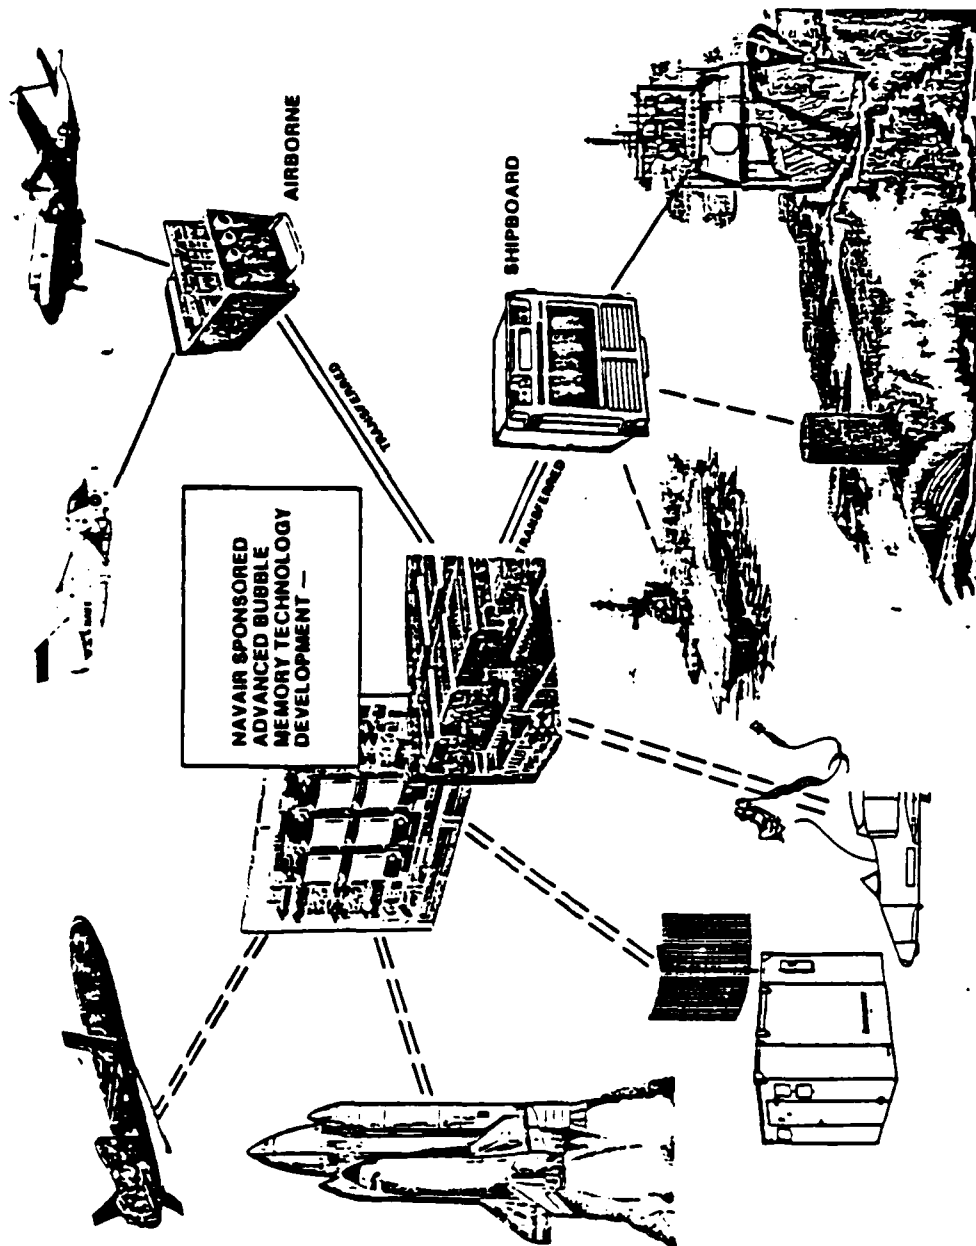 NAVAIR SPONSORED
ADVANCED BUBBLE
MEMORY TECHNOLOGY
DEVELOPMENT —
AIRBORNE
TRANSFERRED
SHIPBOARD
TRANSFERRED